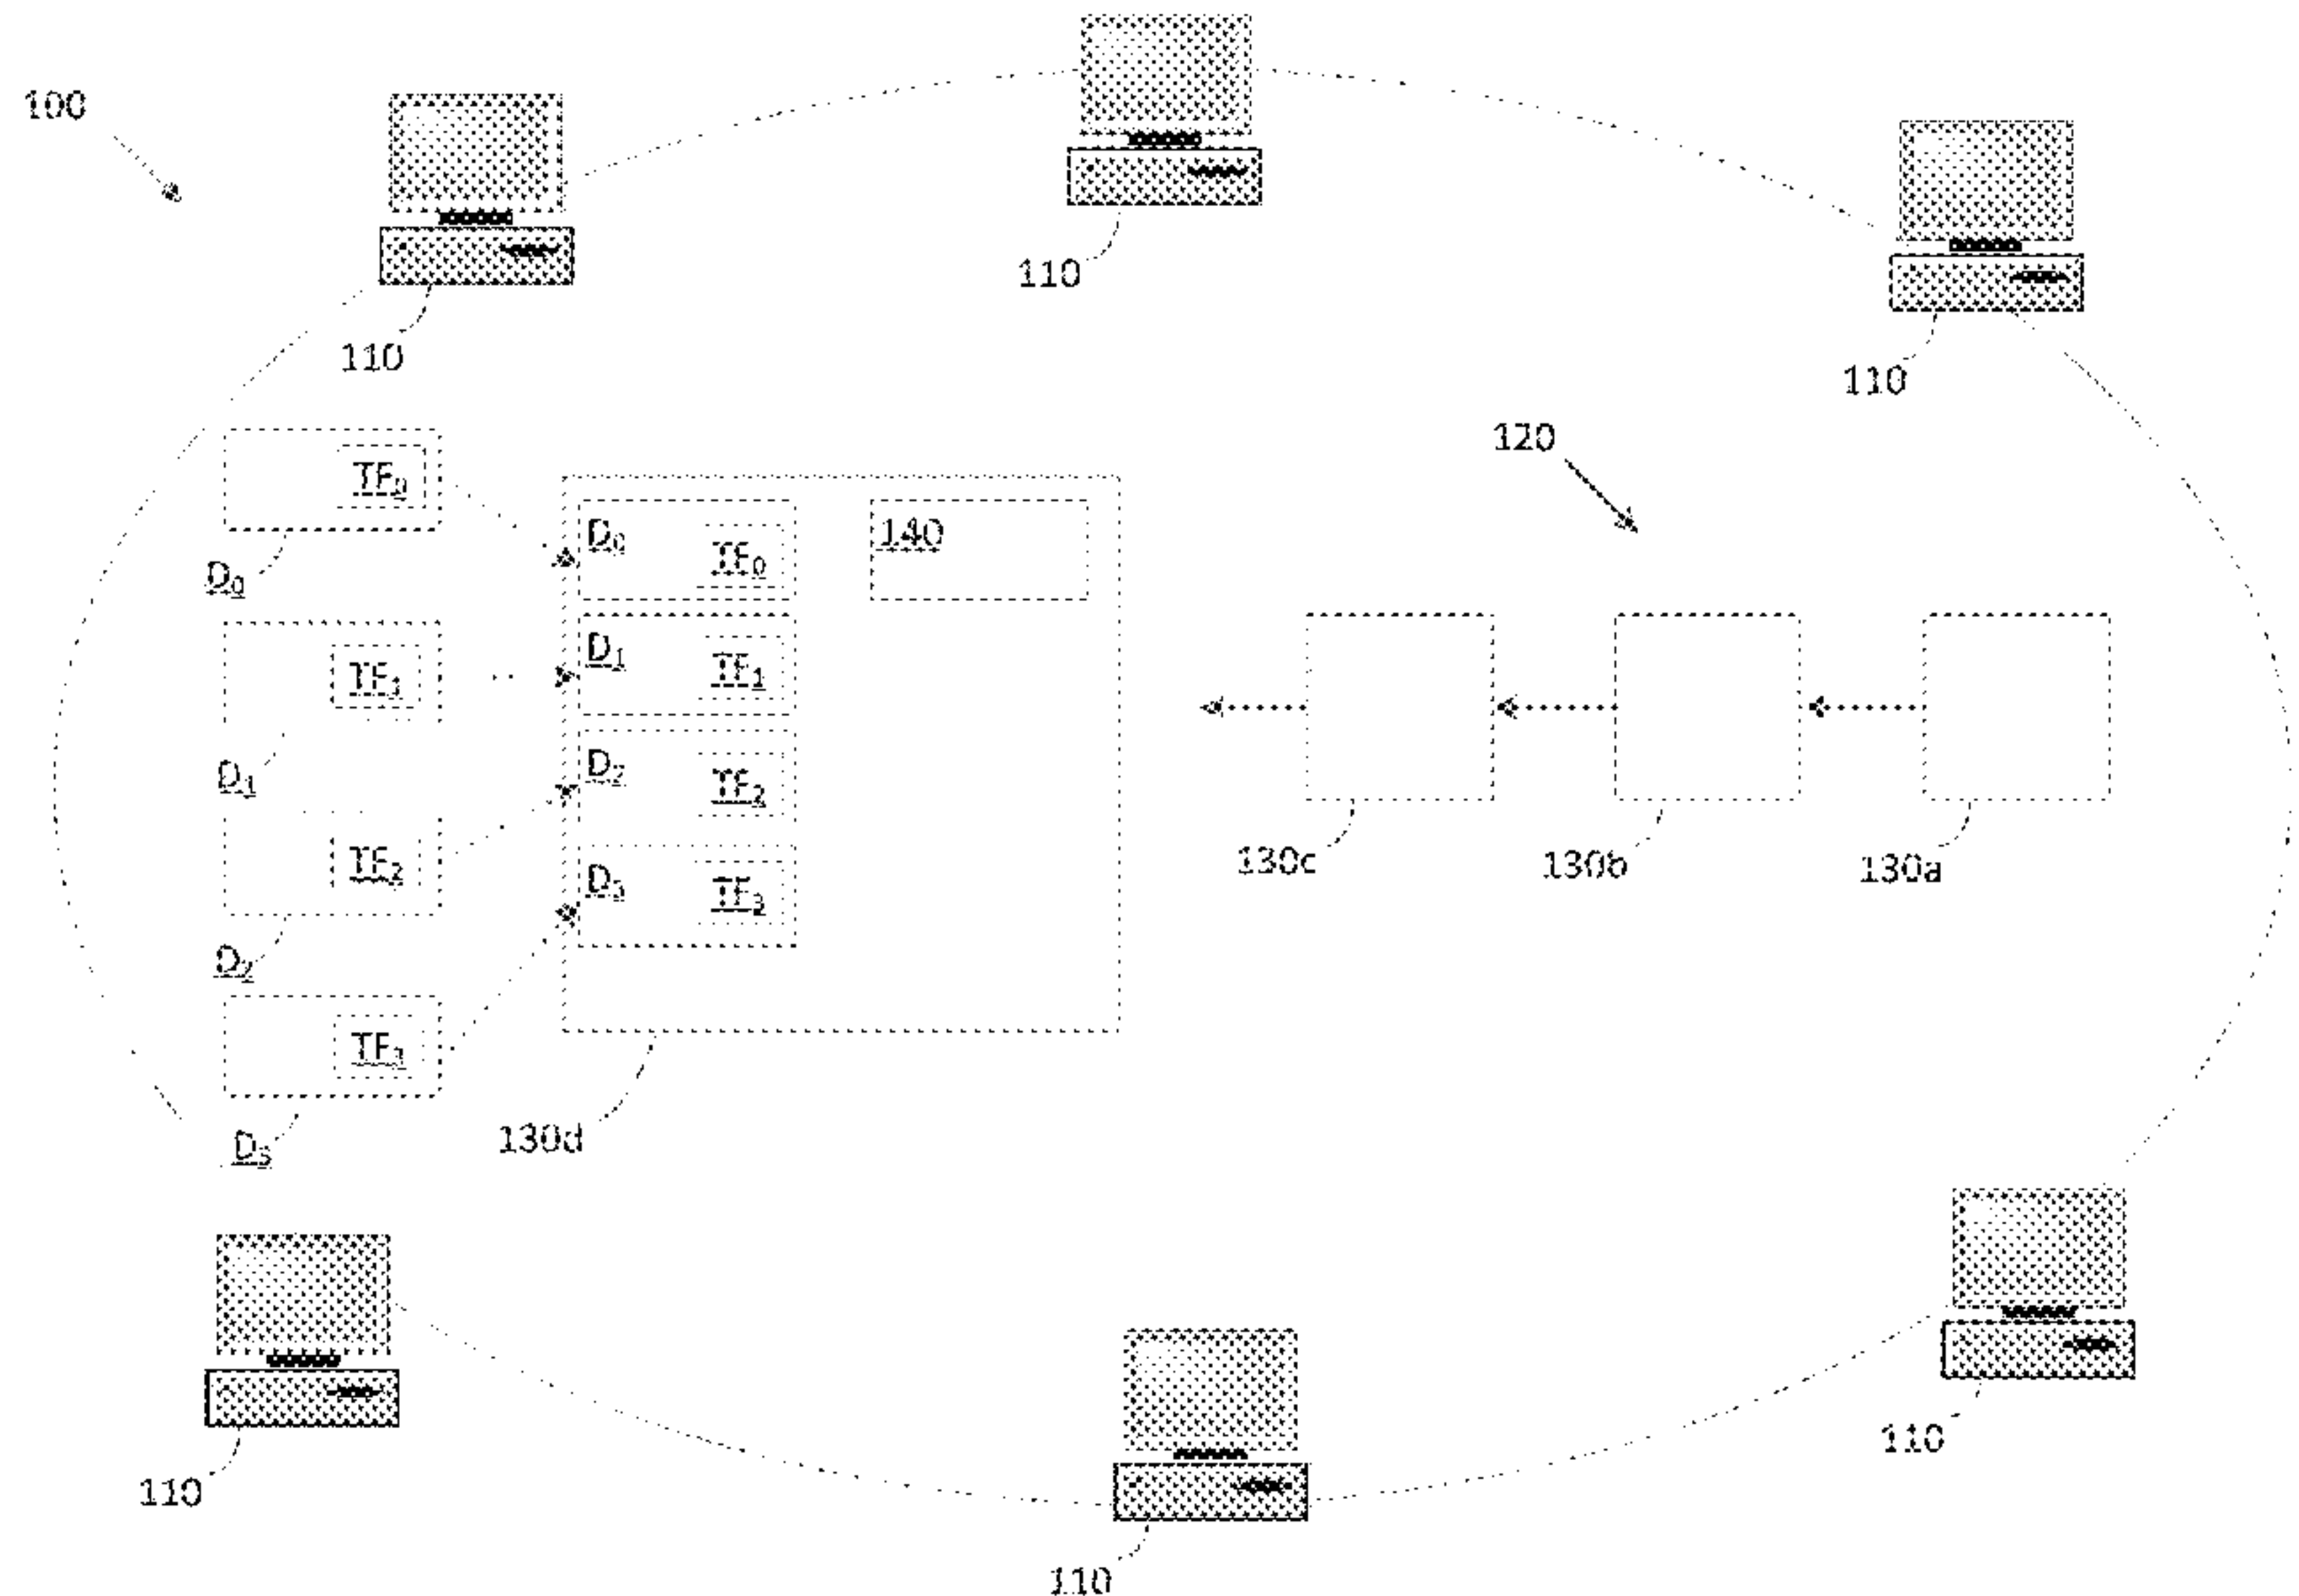 100
110
110
110
120
TF₀
D₀
TF₀
140
D₀
D₁
TF₁
TF₁
D₁
D₂
TF₂
TF₂
D₂
D₃
TF₃
TF₃
D₃
130d
130c
130b
130a
110
110
110